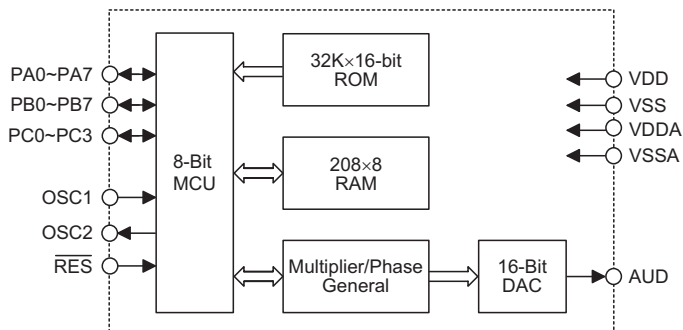 PA0~PA7
PB0~PB7
PC0~PC3
OSC1
OSC2
RES
8-Bit
MCU
32K×16-bit
ROM
208×8
RAM
Multiplier/Phase
General
16-Bit
DAC
VDD
VSS
VDDA
VSSA
AUD